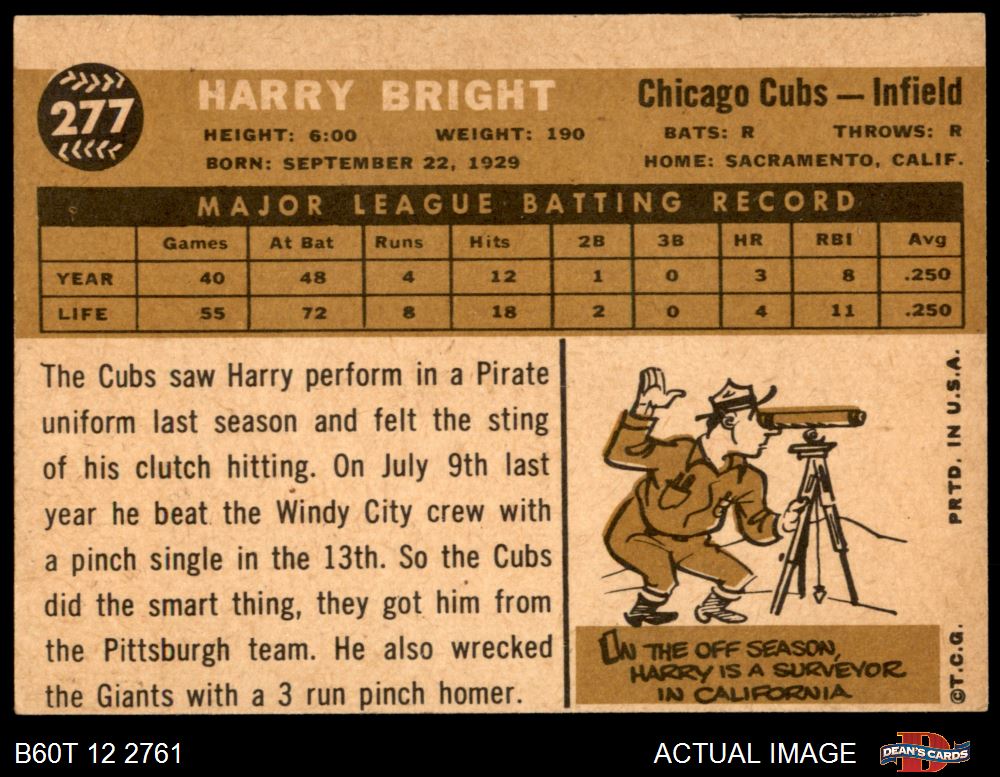 277
HARRY BRIGHT
Chicago Cubs — Infield
HEIGHT: 6:00 WEIGHT: 190 BATS: R THROWS: R
BORN: SEPTEMBER 22, 1929 HOME: SACRAMENTO, CALIF.
MAJOR LEAGUE BATTING RECORD
Games At Bat Runs Hits 2B 3B HR RBI Avg
YEAR 40 48 4 12 1 0 3 8 .250
LIFE 55 72 8 18 2 0 4 11 .250
The Cubs saw Harry perform in a Pirate
uniform last season and felt the sting
of his clutch hitting. On July 9th last
year he beat the Windy City crew with
a pinch single in the 13th. So the Cubs
did the smart thing, they got him from
the Pittsburgh team. He also wrecked
the Giants with a 3 run pinch homer.
ON THE OFF SEASON,
HARRY IS A SURVEYOR
IN CALIFORNIA.
©T.C.G. PRTD. IN U.S.A.
B60T 12 2761
ACTUAL IMAGE
DEAN'S CARDS